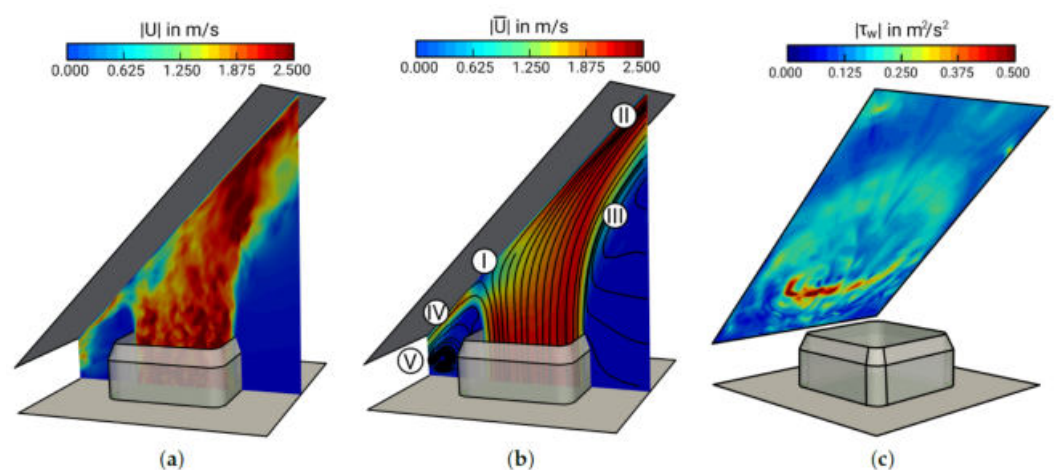 |U| in m/s
0.000 0.625 1.250 1.875 2.500
|U̅| in m/s
0.000 0.625 1.250 1.875 2.500
|τw| in m²/s²
0.000 0.125 0.250 0.375 0.500
II
III
I
IV
V
(a)
(b)
(c)